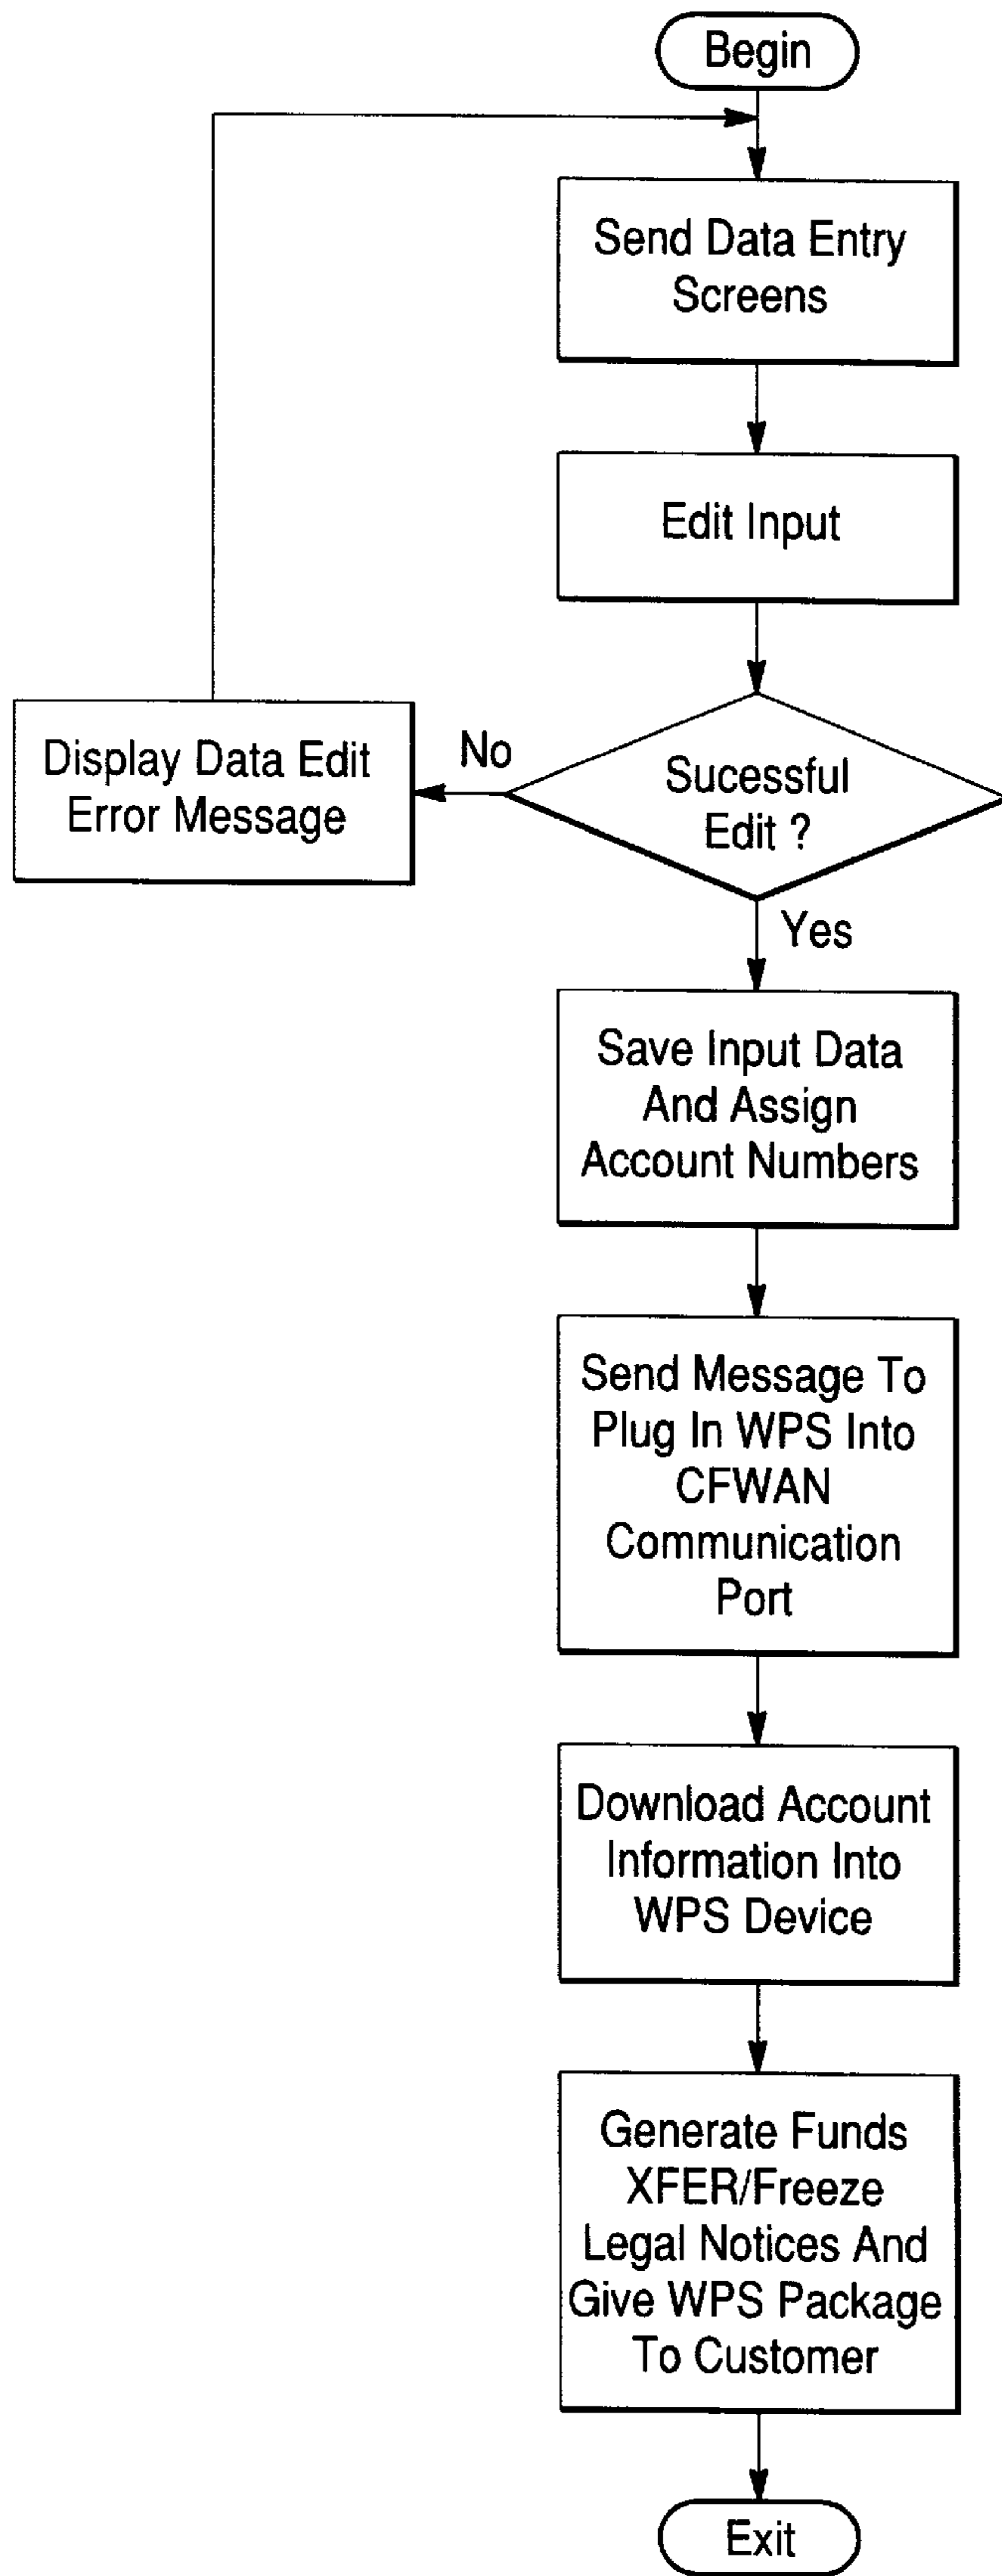 Begin
Send Data Entry
Screens
Edit Input
Sucessful
Edit ?
No
Display Data Edit
Error Message
Yes
Save Input Data
And Assign
Account Numbers
Send Message To
Plug In WPS Into
CFWAN
Communication
Port
Download Account
Information Into
WPS Device
Generate Funds
XFER/Freeze
Legal Notices And
Give WPS Package
To Customer
Exit